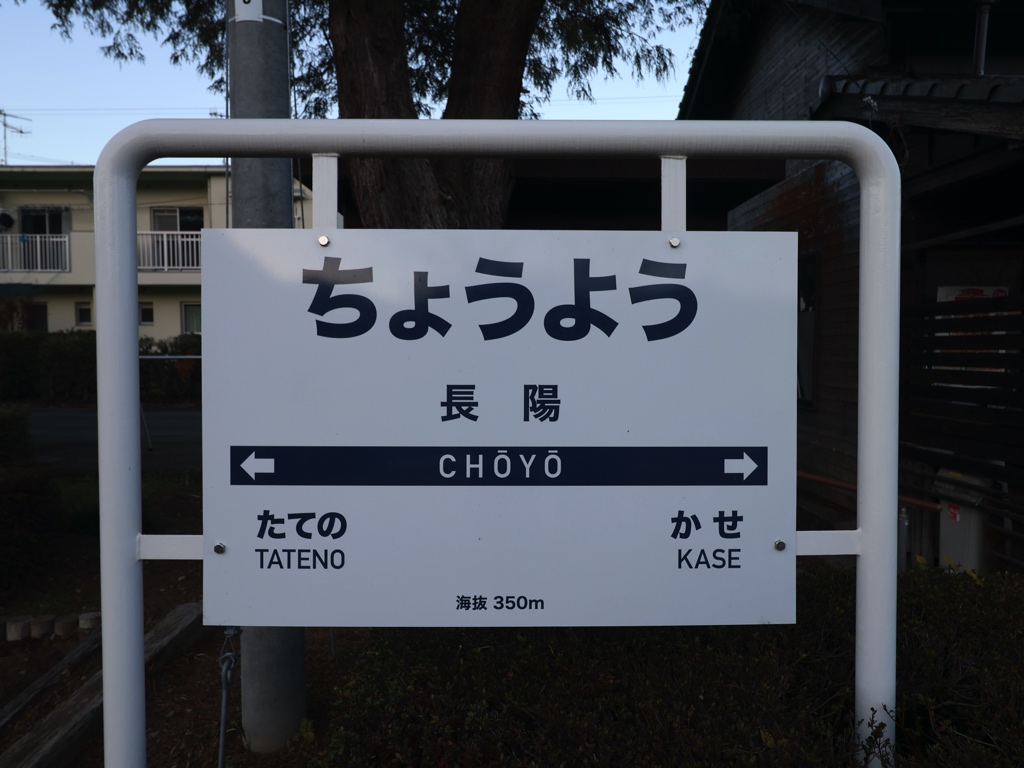 ちょうよう
長 陽
CHŌYŌ
たての かせ
TATENO KASE
海抜 350m